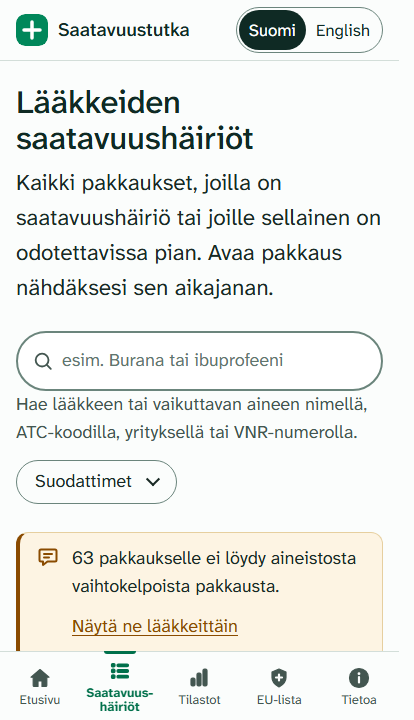 Saatavuustutka
Suomi English
Lääkkeiden
saatavuushäiriöt
Kaikki pakkaukset, joilla on
saatavuushäiriö tai joille sellainen on
odotettavissa pian. Avaa pakkaus
nähdäksesi sen aikajanan.
esim. Burana tai ibuprofeeni
Hae lääkkeen tai vaikuttavan aineen nimellä,
ATC-koodilla, yrityksellä tai VNR-numerolla.
Suodattimet
63 pakkaukselle ei löydy aineistosta
vaihtokelpoista pakkausta.
Näytä ne lääkkeittäin
Etusivu
Saatavuus-
häiriöt
Tilastot
EU-lista
Tietoa